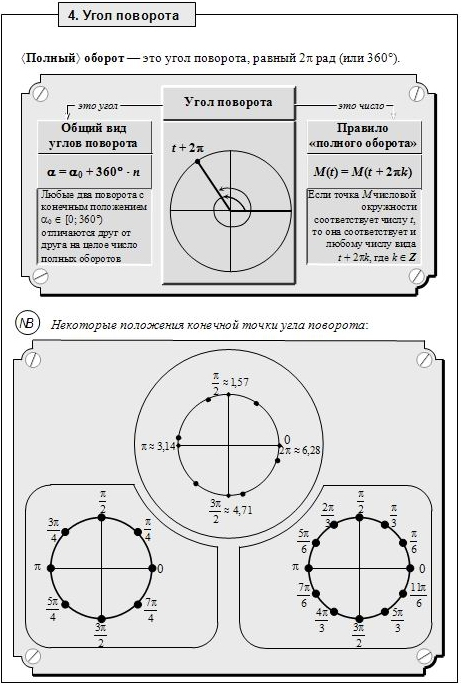 4. Угол поворота
〈Полный〉 оборот — это угол поворота, равный 2π рад (или 360°).
это угол
Угол поворота
это число
Общий вид
углов поворота
α = α₀ + 360° · n
Любые два поворота с
конечным положением
α₀ ∈ [0; 360°)
отличаются друг от
друга на целое число
полных оборотов
t + 2π
Правило
«полного оборота»
M(t) = M(t + 2πk)
Если точка M числовой
окружности
соответствует числу t,
то она соответствует и
любому числу вида
t + 2πk, где k ∈ Z
NB
Некоторые положения конечной точки угла поворота:
π/2 ≈ 1,57
π ≈ 3,14
0
2π ≈ 6,28
3π/2 ≈ 4,71
π/2
3π/4
π/4
π
0
5π/4
7π/4
3π/2
π/2
2π/3
π/3
5π/6
π/6
π
0
7π/6
11π/6
4π/3
5π/3
3π/2